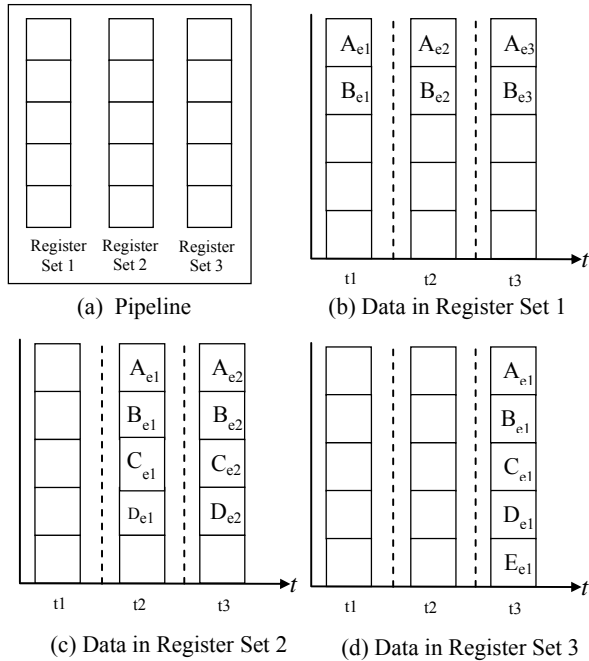 Register Set 1
Register Set 2
Register Set 3
(a) Pipeline
Ae1 Ae2 Ae3
Be1 Be2 Be3
t
t1 t2 t3
(b) Data in Register Set 1
Ae1 Ae2
Be1 Be2
Ce1 Ce2
De1 De2
t
t1 t2 t3
(c) Data in Register Set 2
Ae1
Be1
Ce1
De1
Ee1
t
t1 t2 t3
(d) Data in Register Set 3